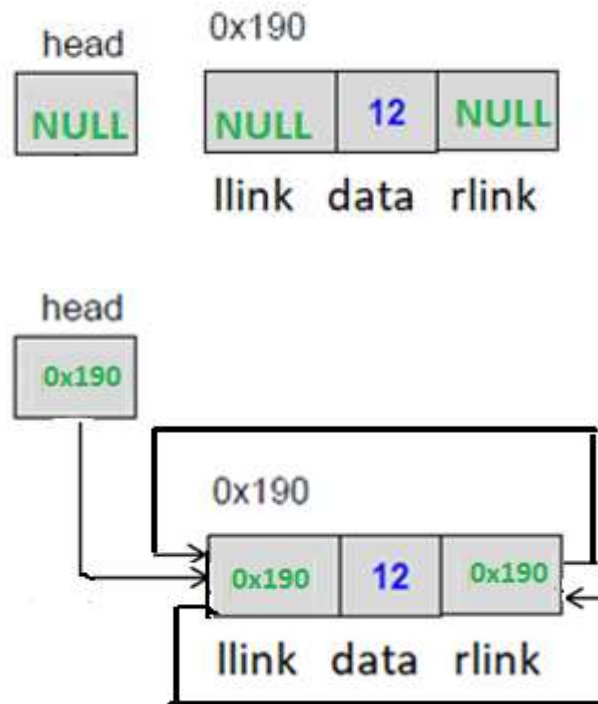 0x190
head
NULL NULL 12 NULL
llink data rlink
head
0x190
0x190
0x190 12 0x190
llink data rlink